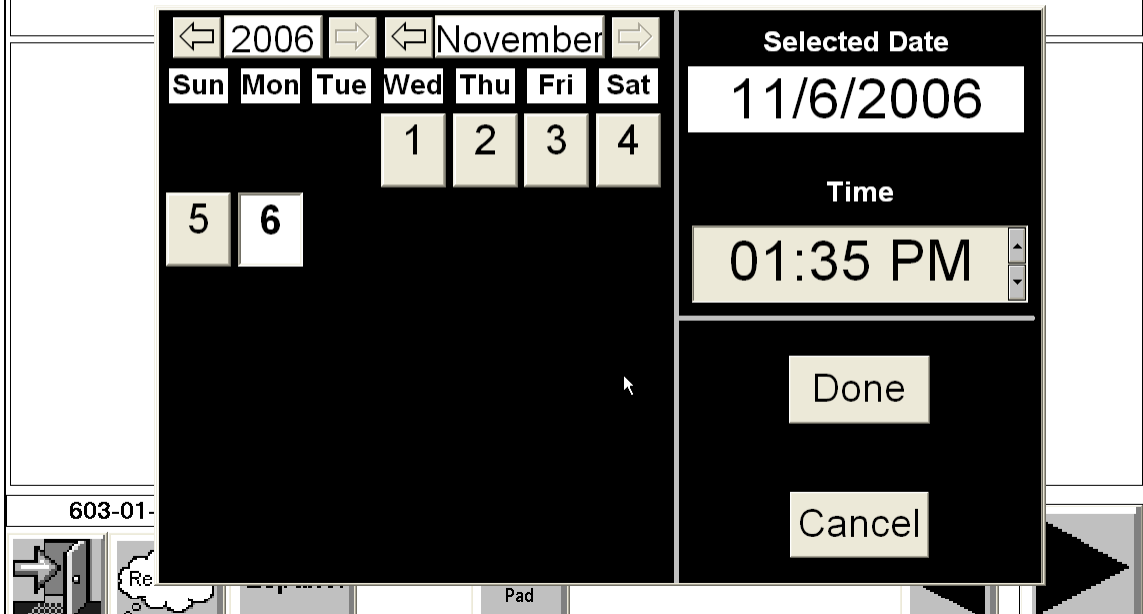 2006 November
Sun Mon Tue Wed Thu Fri Sat
1 2 3 4
5 6
Selected Date
11/6/2006
Time
01:35 PM
Done
Cancel
603-01-
Re
Pad